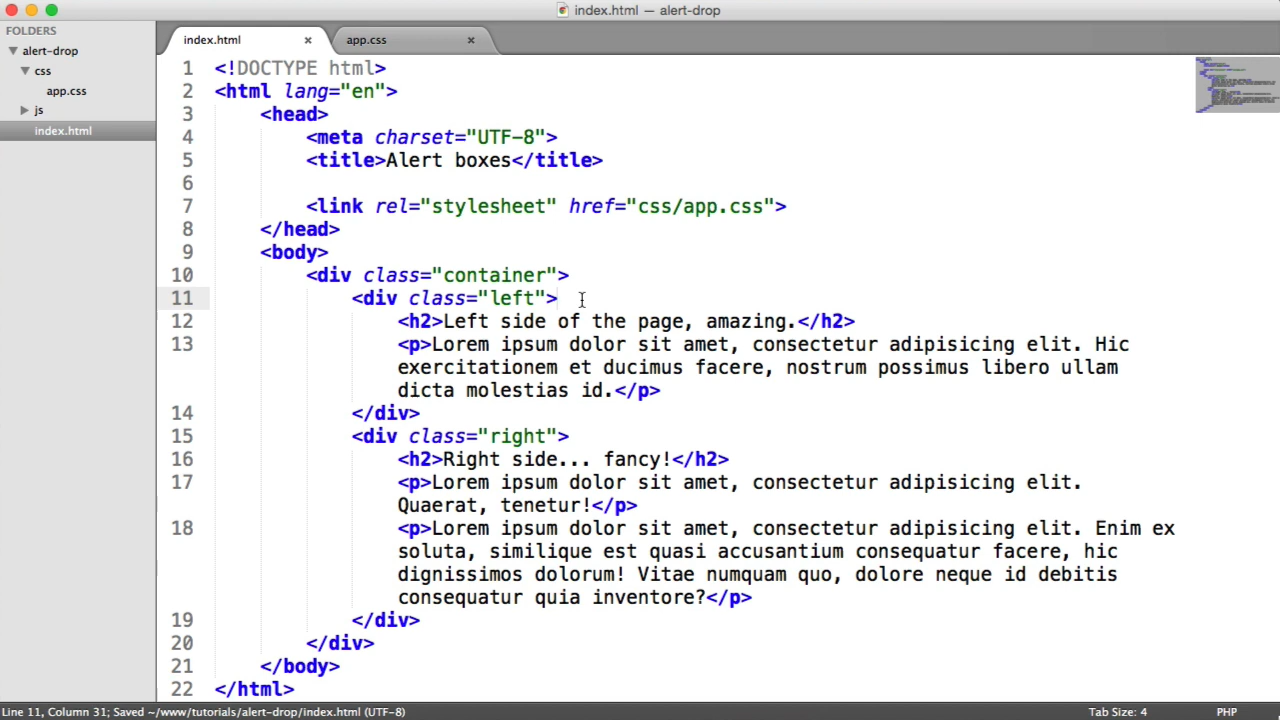 index.html — alert-drop
FOLDERS
alert-drop
css
app.css
js
index.html
index.html ×
app.css ×
1 <!DOCTYPE html>
2 <html lang="en">
3 <head>
4 <meta charset="UTF-8">
5 <title>Alert boxes</title>
6
7 <link rel="stylesheet" href="css/app.css">
8 </head>
9 <body>
10 <div class="container">
11 <div class="left">
12 <h2>Left side of the page, amazing.</h2>
13 <p>Lorem ipsum dolor sit amet, consectetur adipisicing elit. Hic
exercitationem et ducimus facere, nostrum possimus libero ullam
dicta molestias id.</p>
14 </div>
15 <div class="right">
16 <h2>Right side... fancy!</h2>
17 <p>Lorem ipsum dolor sit amet, consectetur adipisicing elit.
Quaerat, tenetur!</p>
18 <p>Lorem ipsum dolor sit amet, consectetur adipisicing elit. Enim ex
soluta, similique est quasi accusantium consequatur facere, hic
dignissimos dolorum! Vitae numquam quo, dolore neque id debitis
consequatur quia inventore?</p>
19 </div>
20 </div>
21 </body>
22 </html>
Line 11, Column 31; Saved ~/www/tutorials/alert-drop/index.html (UTF-8)
Tab Size: 4
PHP